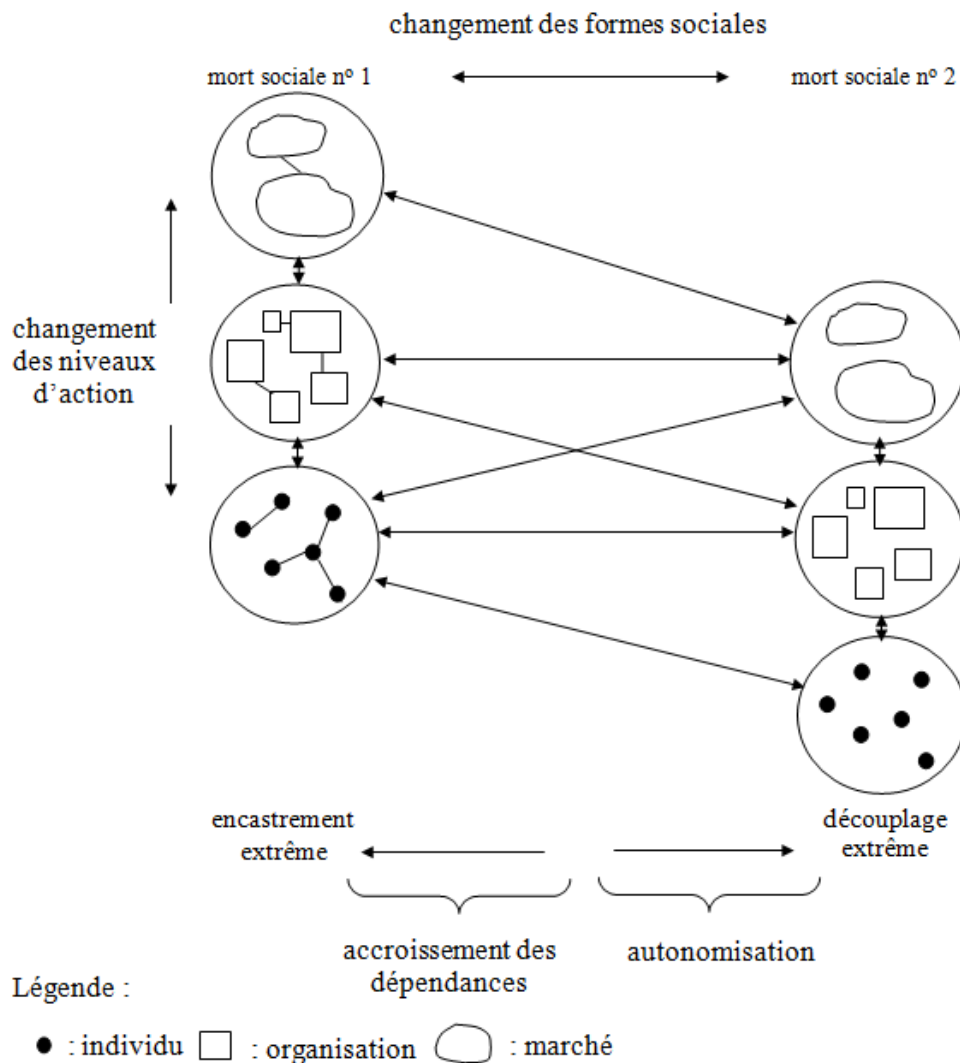 changement des formes sociales
mort sociale nº 1
mort sociale nº 2
changement
des niveaux
d’action
encastrement
extrême
découplage
extrême
accroissement des
dépendances
autonomisation
Légende :
: individu : organisation : marché